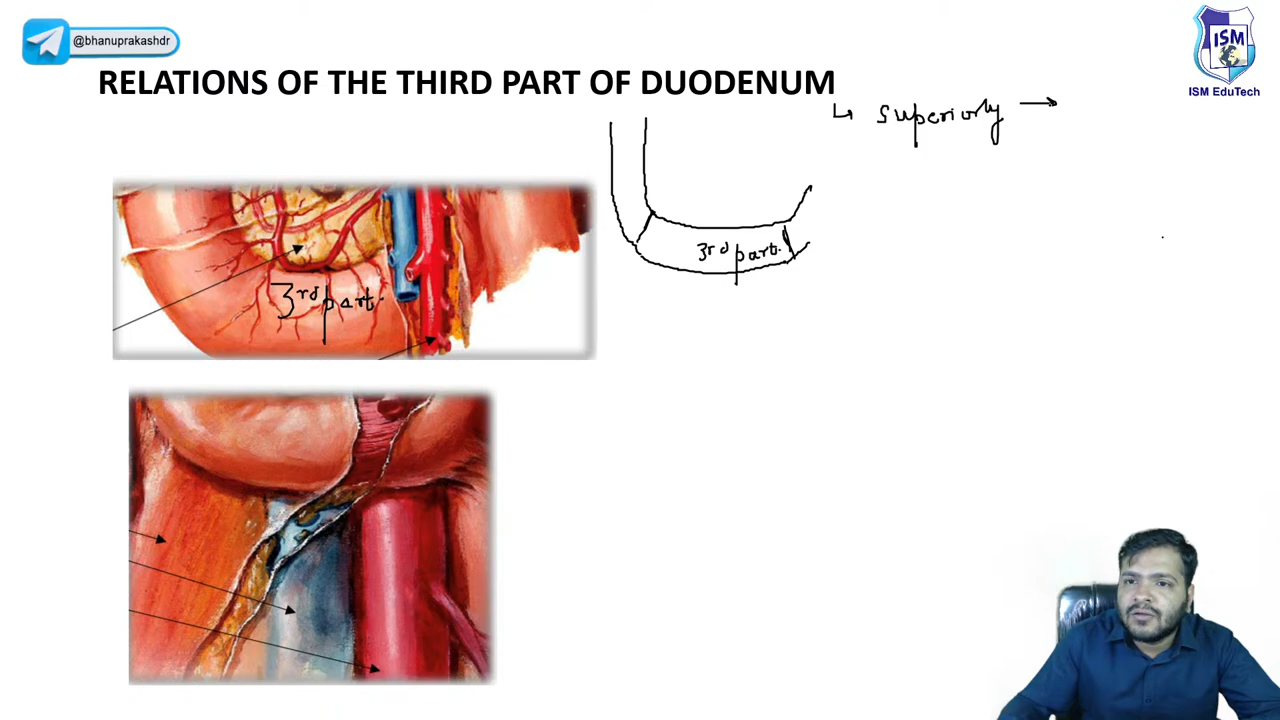 @bhanuprakashdr
ISM
ISM EduTech
RELATIONS OF THE THIRD PART OF DUODENUM
↳ Superiorly →
3rd part.
3rd part.